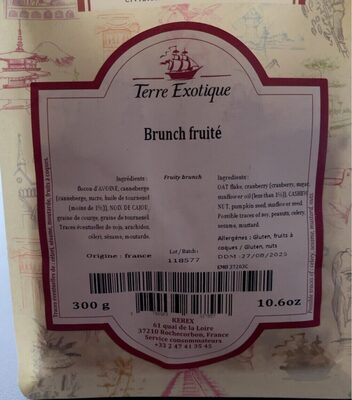 Terre Exotique
Brunch fruité
Ingrédients :
flocon d'AVOINE, canneberge
(canneberge, sucre, huile de tournesol
(moins de 1%)), NOIX DE CAJOU,
graine de courge, graine de tournesol.
Traces éventuelles de soja, arachides,
céleri, sésame, moutarde.
Fruity brunch
Ingredients :
OAT flake, cranberry (cranberry, sugar,
sunflower oil (less than 1%)), CASHEW
NUT, pumpkin seed, sunflower seed.
Possible traces of soy, peanuts, celery,
sesame, mustard.
Allergènes : Gluten, fruits à
coques / Gluten, nuts
Origine : france
Lot / Batch :
118577
DDM : 27/08/2025
300 g
10.6oz
KEREX
61 quai de la Loire
37210 Rochecorbon, France
Service consommateurs
+33 2 47 41 35 45